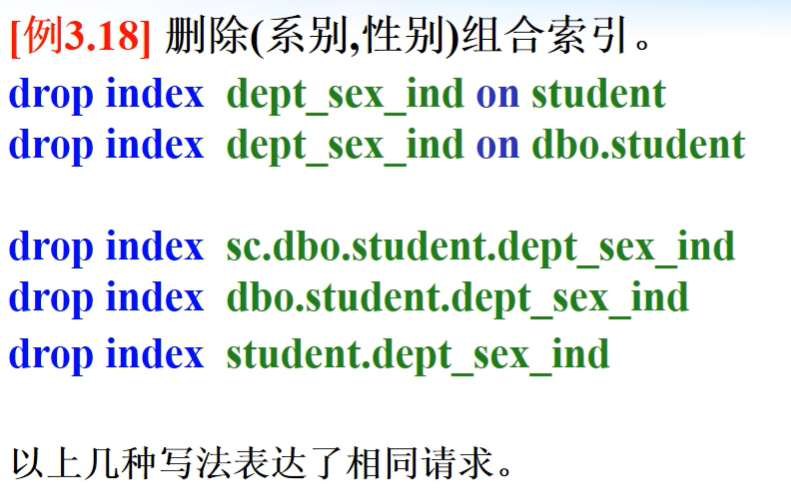 [例3.18] 删除(系别,性别)组合索引。
drop index dept_sex_ind on student
drop index dept_sex_ind on dbo.student
drop index sc.dbo.student.dept_sex_ind
drop index dbo.student.dept_sex_ind
drop index student.dept_sex_ind
以上几种写法表达了相同请求。